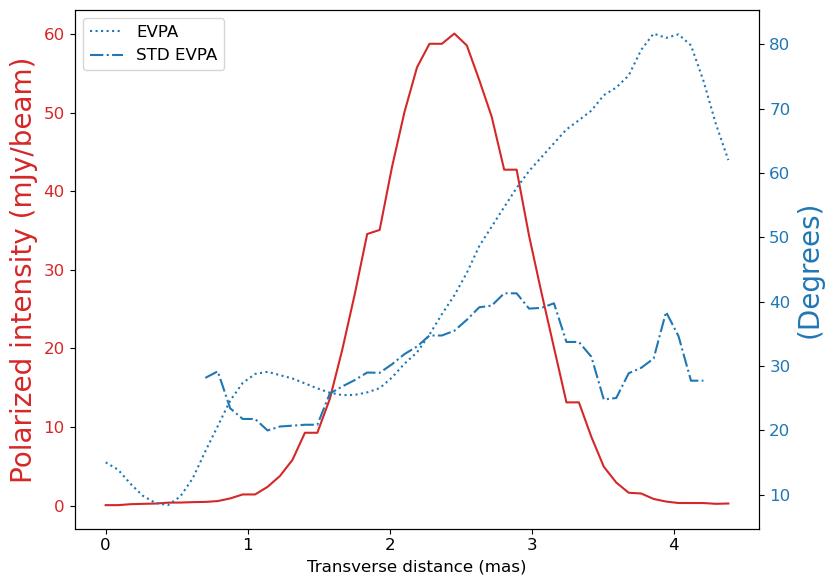 EVPA
STD EVPA
Polarized intensity (mJy/beam)
60
50
40
30
20
10
0
80
70
60
50
40
30
20
10
(Degrees)
0 1 2 3 4
Transverse distance (mas)